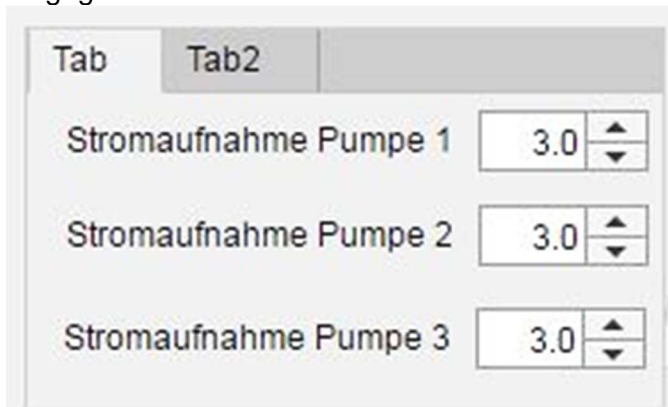 Tab Tab2
Stromaufnahme Pumpe 1 3.0
Stromaufnahme Pumpe 2 3.0
Stromaufnahme Pumpe 3 3.0